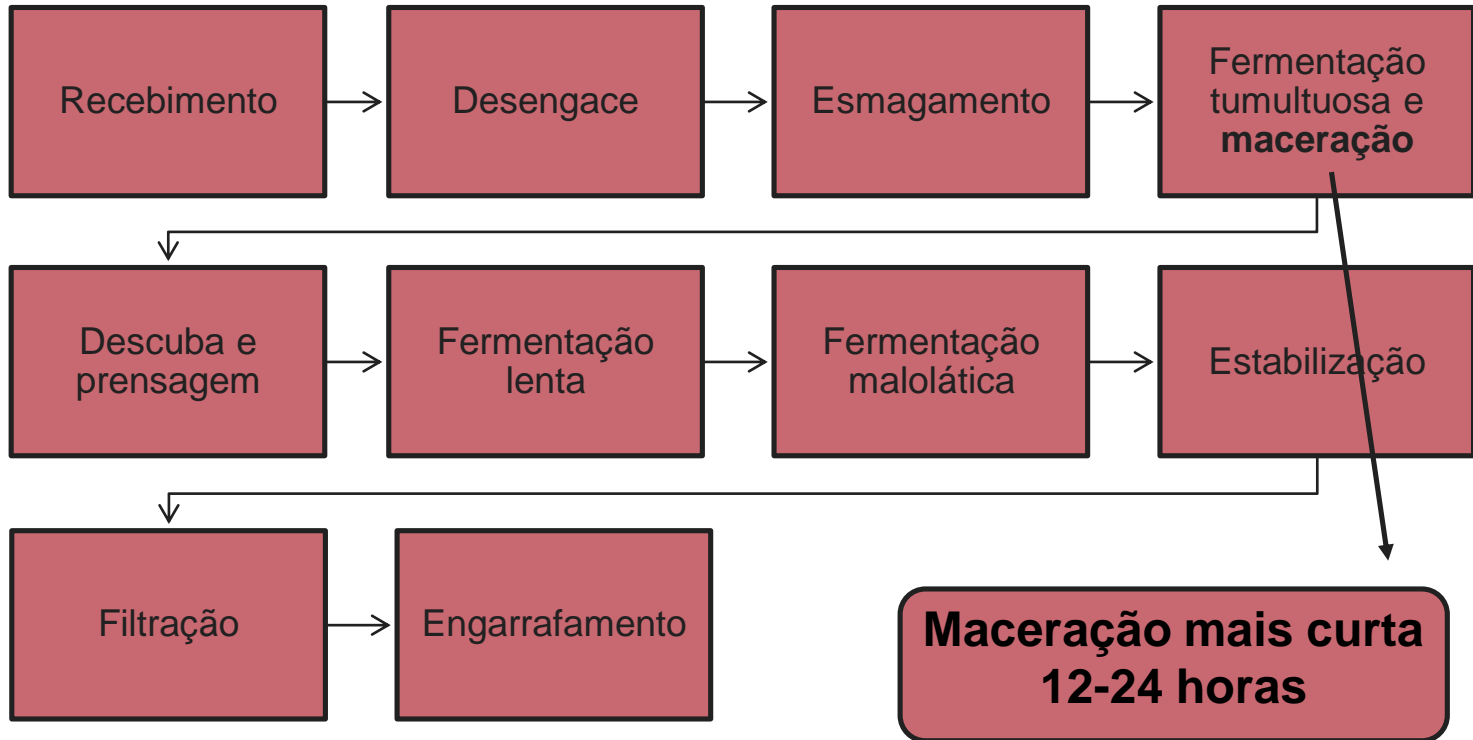 Recebimento
Desengace
Esmagamento
Fermentação
tumultuosa e
maceração
Descuba e
prensagem
Fermentação
lenta
Fermentação
malolática
Estabilização
Filtração
Engarrafamento
Maceração mais curta
12-24 horas